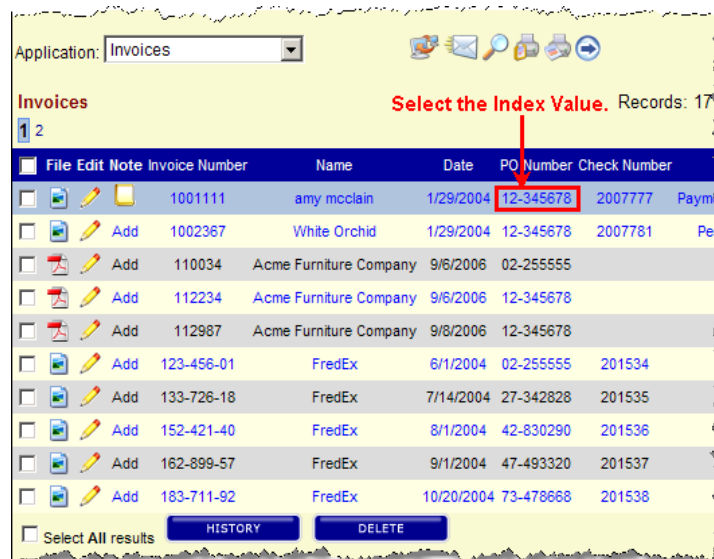 Application: Invoices
Invoices Select the Index Value. Records: 17
1 2
File Edit Note Invoice Number Name Date PO Number Check Number
1001111 amy mcclain 1/29/2004 12-345678 2007777
Add 1002367 White Orchid 1/29/2004 12-345678 2007781
Add 110034 Acme Furniture Company 9/6/2006 02-255555
Add 112234 Acme Furniture Company 9/6/2006 12-345678
Add 112987 Acme Furniture Company 9/8/2006 12-345678
Add 123-456-01 FredEx 6/1/2004 02-255555 201534
Add 133-726-18 FredEx 7/14/2004 27-342828 201535
Add 152-421-40 FredEx 8/1/2004 42-830290 201536
Add 162-899-57 FredEx 9/1/2004 47-493320 201537
Add 183-711-92 FredEx 10/20/2004 73-478668 201538
Select All results HISTORY DELETE